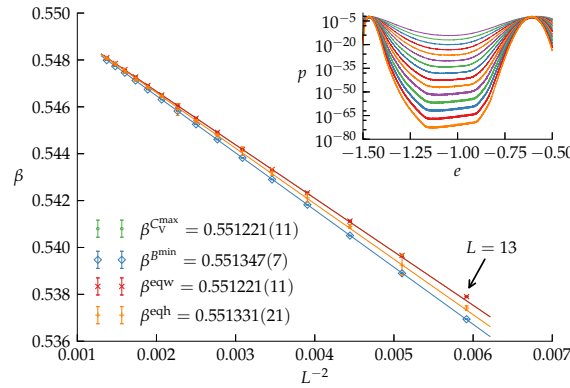 0.550
0.548
0.546
0.544
0.542
0.540
0.538
0.536
β
0.001 0.002 0.003 0.004 0.005 0.006 0.007
L⁻²
β^{C_V^max} = 0.551221(11)
β^{B^min} = 0.551347(7)
β^eqw = 0.551221(11)
β^eqh = 0.551331(21)
L = 13
10⁻⁵
10⁻²⁰
10⁻³⁵
10⁻⁵⁰
10⁻⁶⁵
10⁻⁸⁰
p
−1.50 −1.25 −1.00 −0.75 −0.50
e